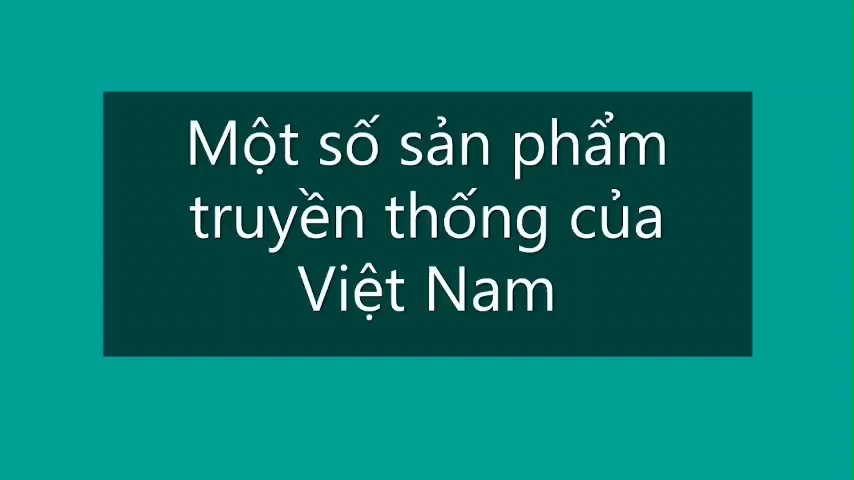 Một số sản phẩm
truyền thống của
Việt Nam